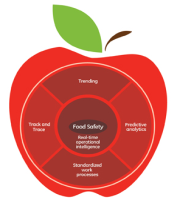 Trending
Track and
Trace
Food Safety
Real-time
operational
intelligence
Predictive
analytics
Standardized
work
processes